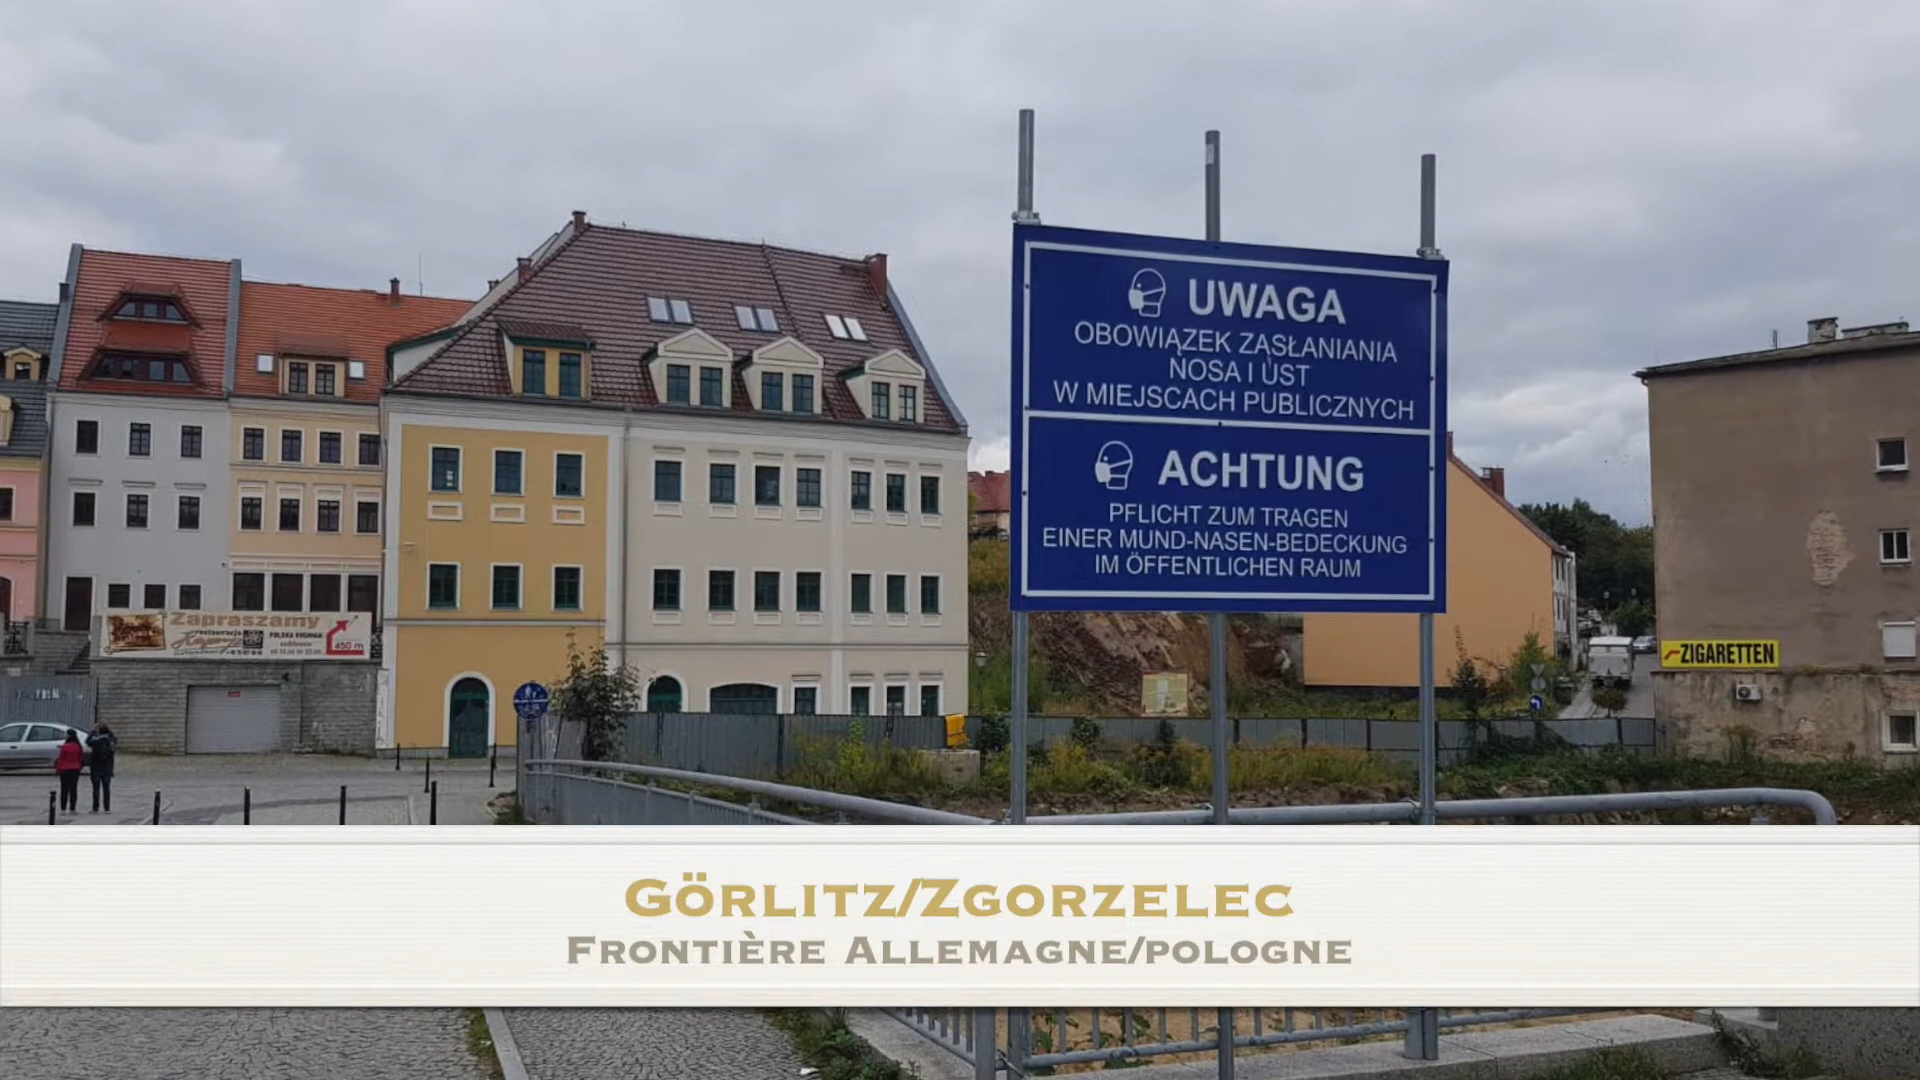 UWAGA
OBOWIĄZEK ZASŁANIANIA
NOSA I UST
W MIEJSCACH PUBLICZNYCH
ACHTUNG
PFLICHT ZUM TRAGEN
EINER MUND-NASEN-BEDECKUNG
IM ÖFFENTLICHEN RAUM
Zapraszamy
restauracja
POLSKA KUCHNIA
450 m
ZIGARETTEN
GÖRLITZ/ZGORZELEC
FRONTIÈRE ALLEMAGNE/POLOGNE